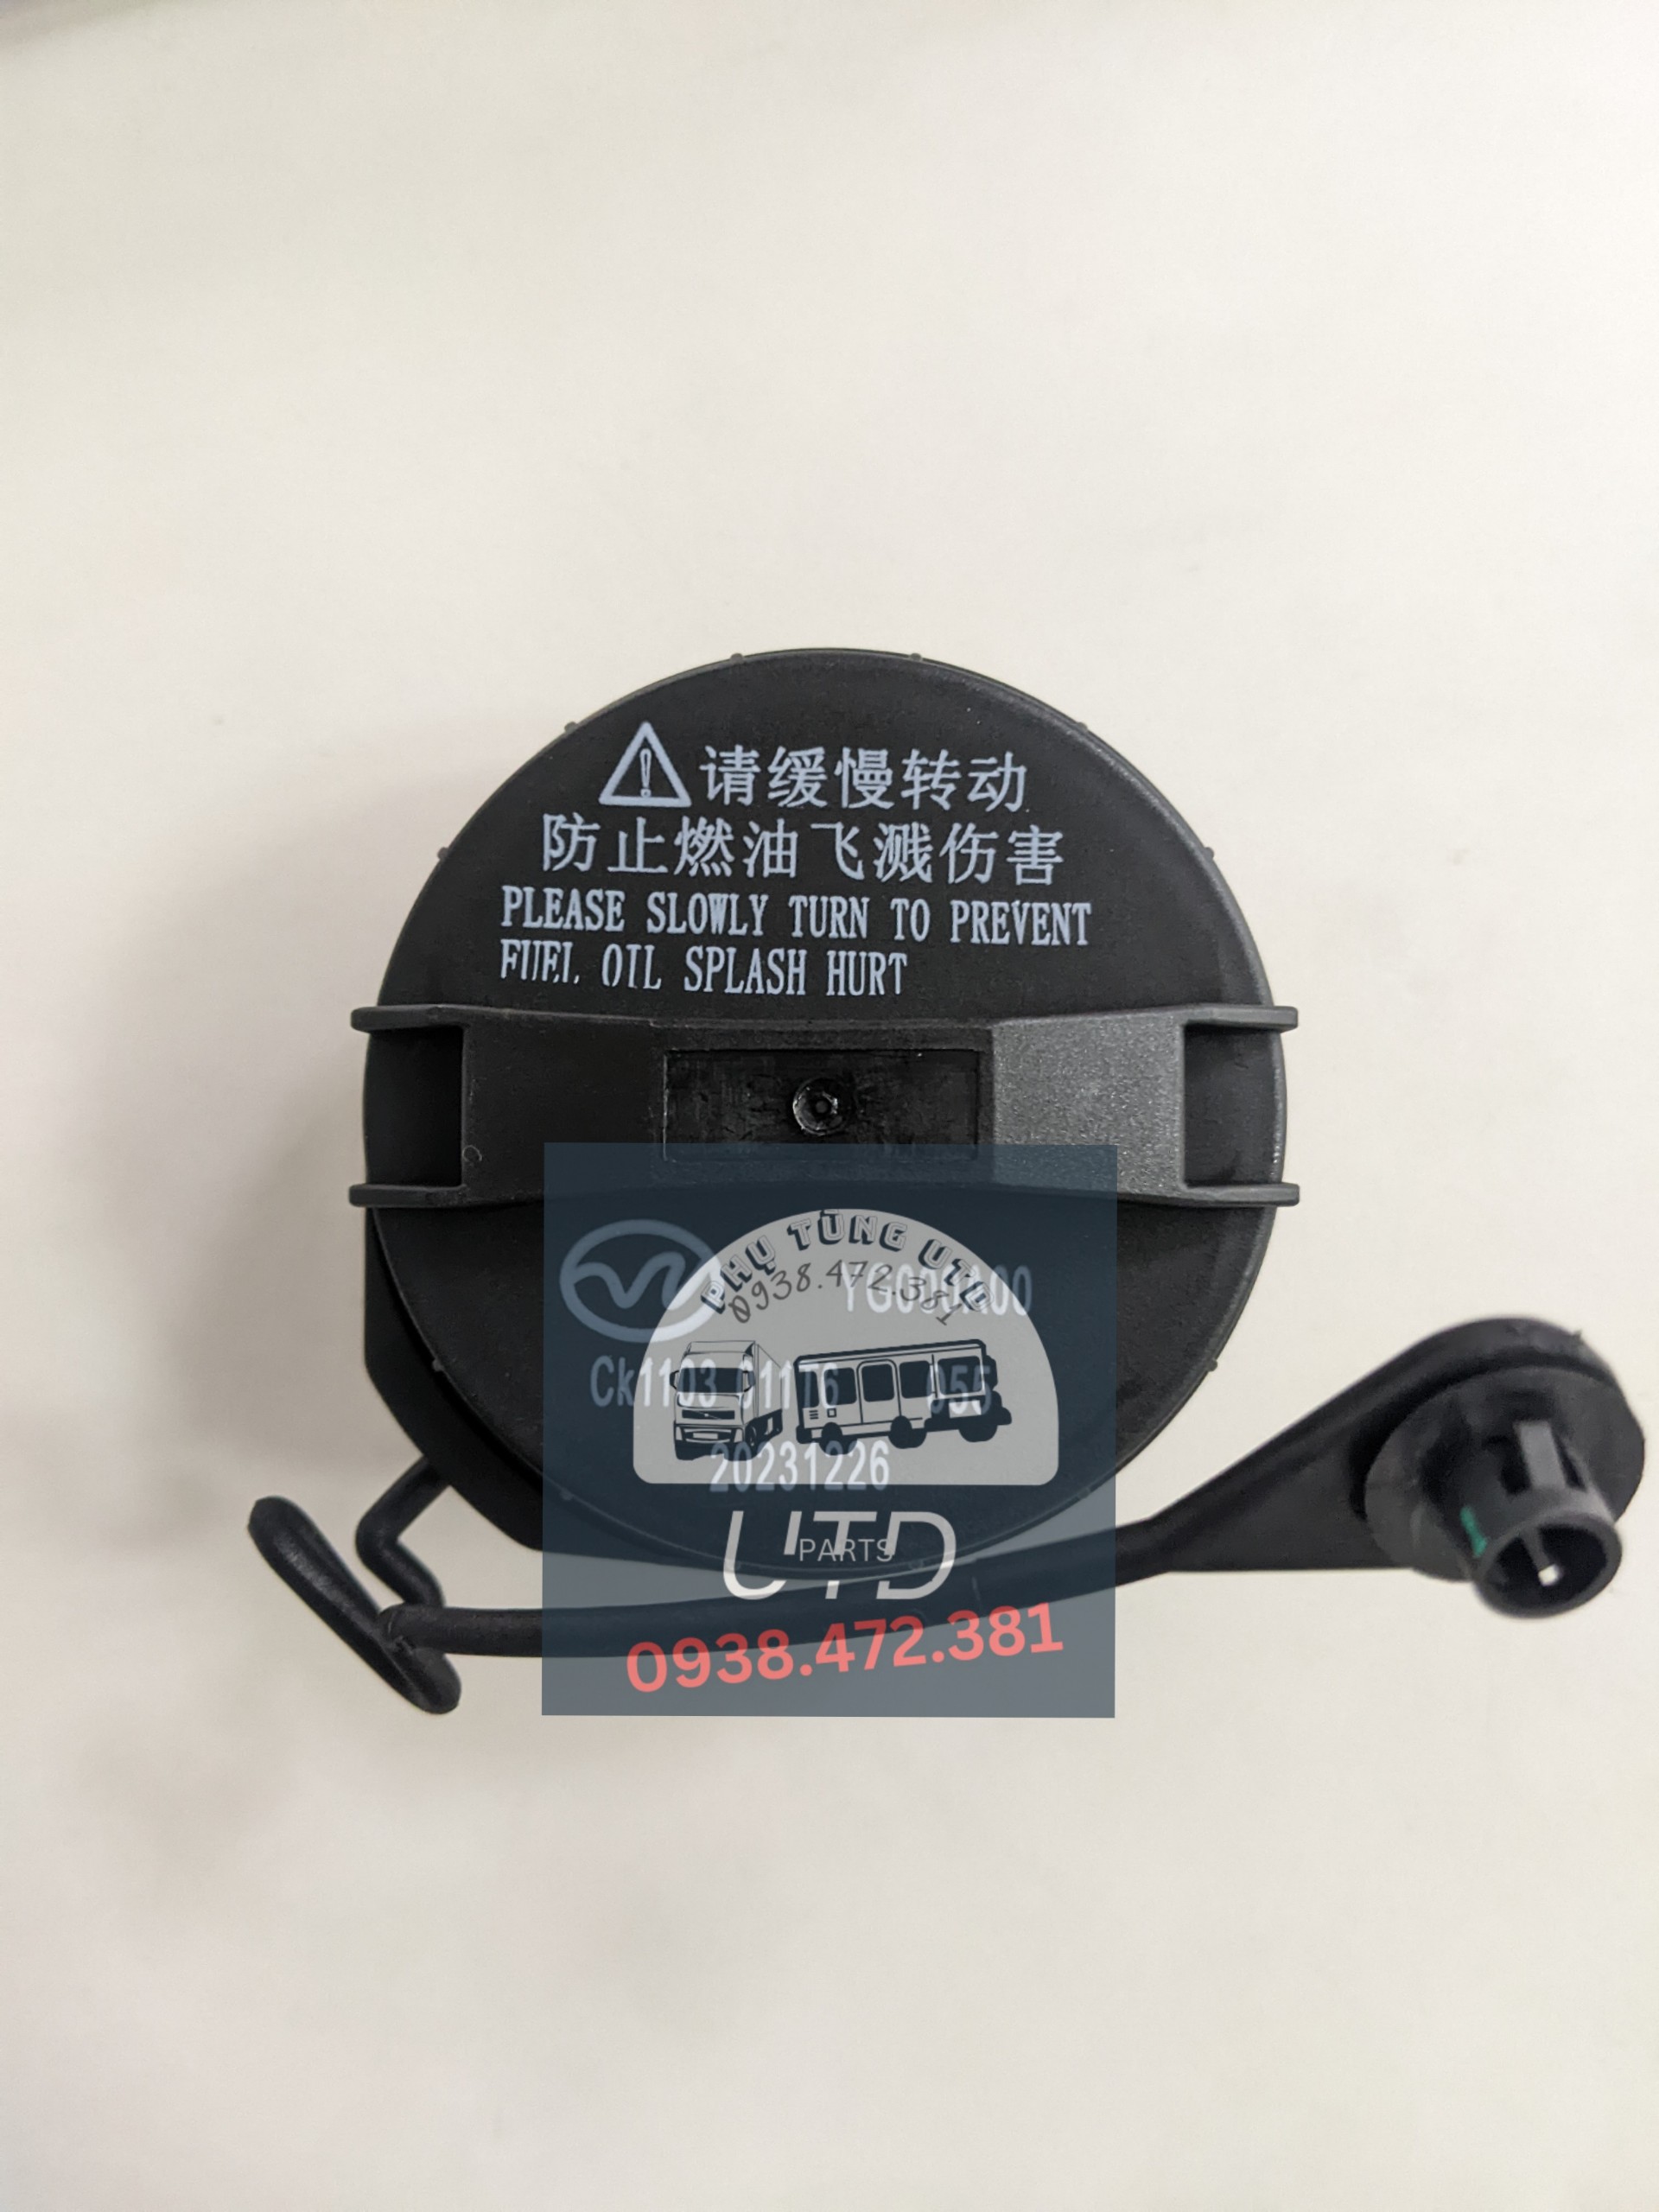 请缓慢转动
防止燃油飞溅伤害
PLEASE SLOWLY TURN TO PREVENT
FUEL OIL SPLASH HURT
PHỤ TÙNG UTD
0938.472.381
055
20231226
UTD
PARTS
0938.472.381